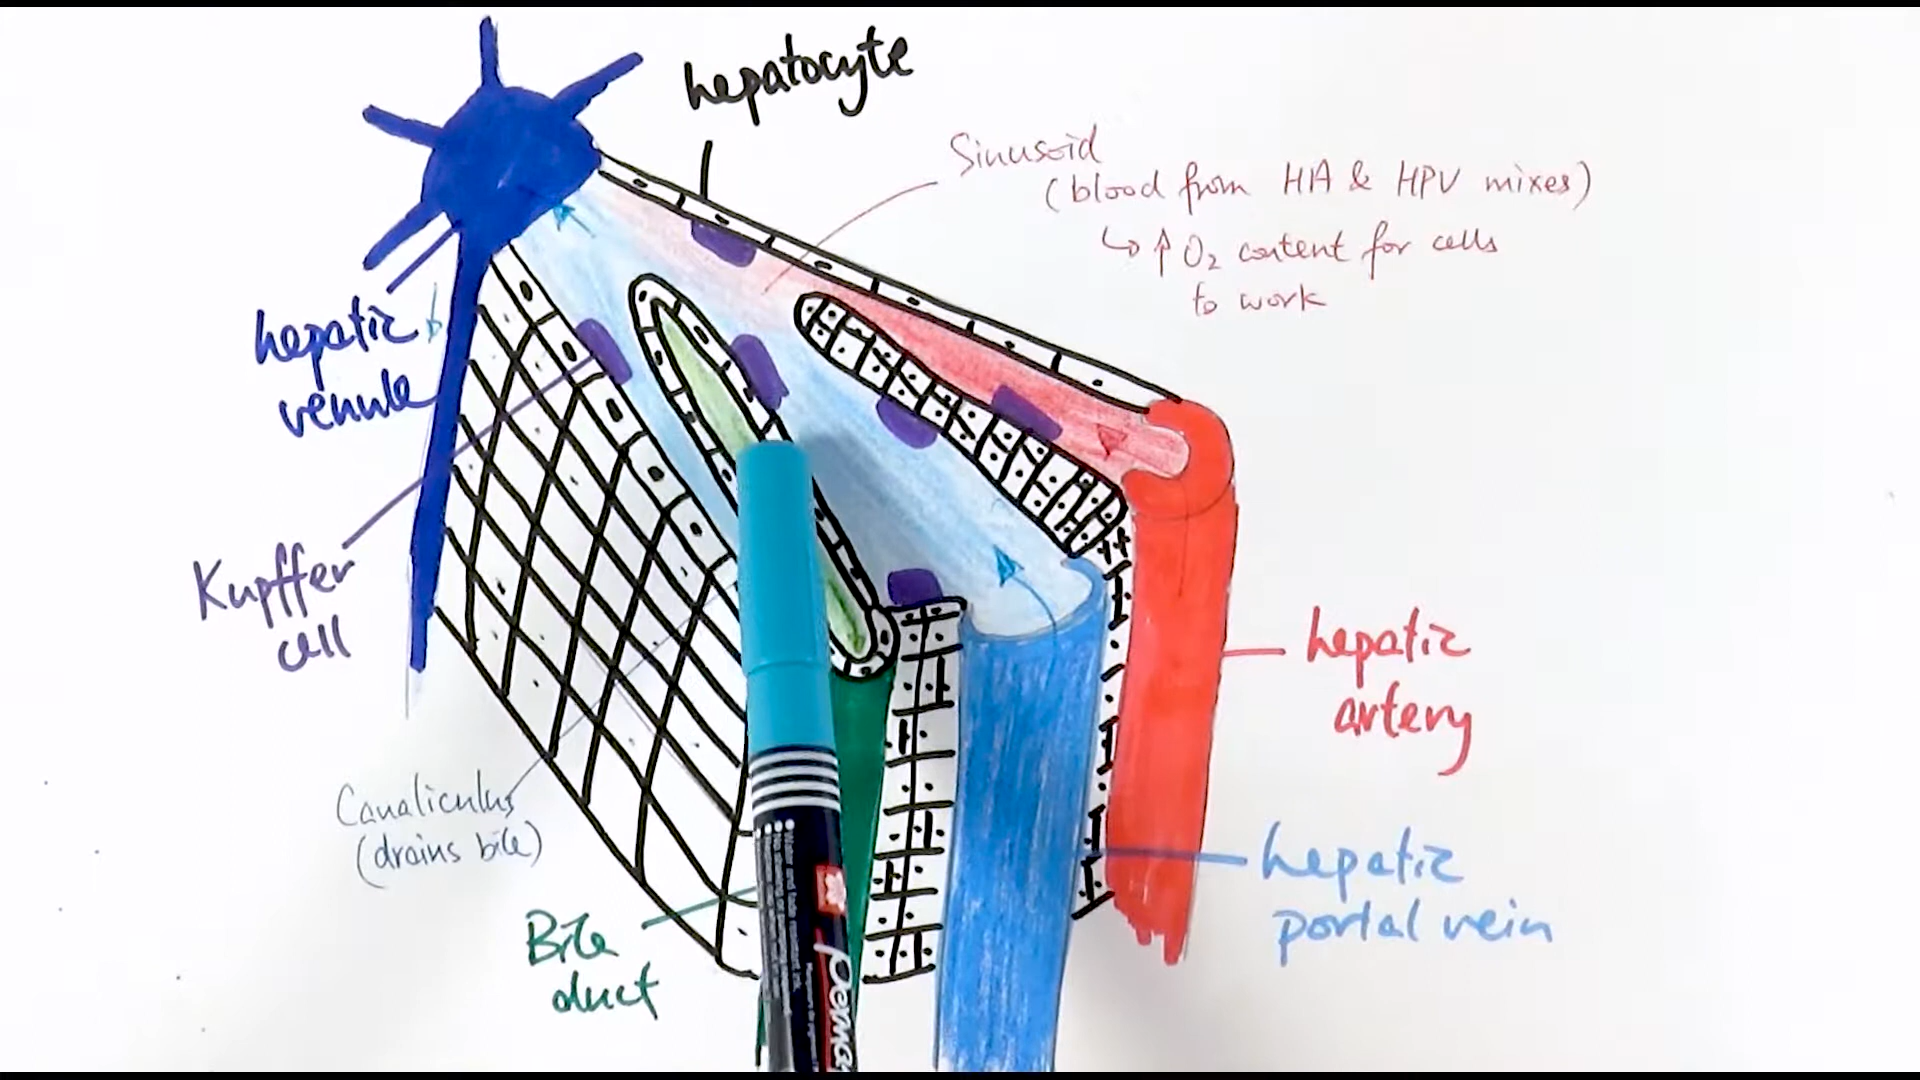 hepatocyte
Sinusoid
(blood from HA & HPV mixes)
↳ ↑ O₂ content for cells
to work
hepatic
venule
Kupffer
cell
Canaliculus
(drains bile)
Bile
duct
hepatic
artery
hepatic
portal vein